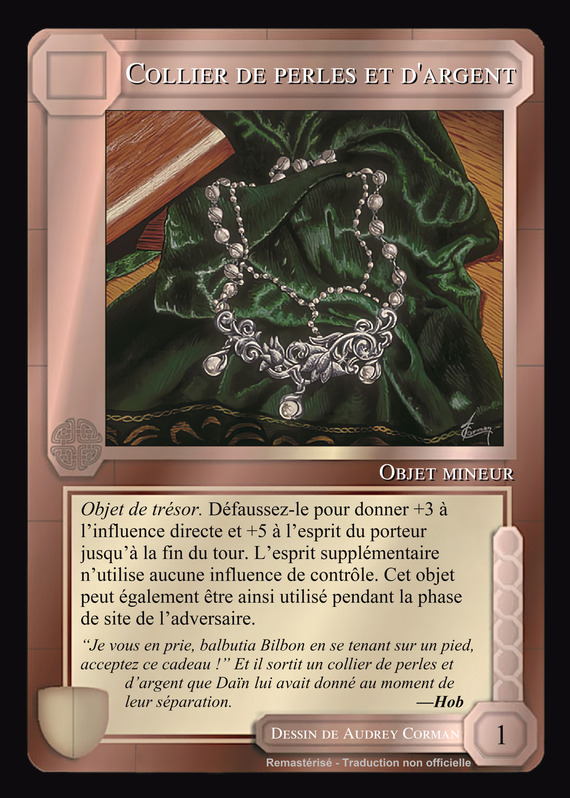 Collier de perles et d'argent
Corman
Objet mineur
Objet de trésor. Défaussez-le pour donner +3 à
l’influence directe et +5 à l’esprit du porteur
jusqu’à la fin du tour. L’esprit supplémentaire
n’utilise aucune influence de contrôle. Cet objet
peut également être ainsi utilisé pendant la phase
de site de l’adversaire.
“Je vous en prie, balbutia Bilbon en se tenant sur un pied,
acceptez ce cadeau !” Et il sortit un collier de perles et
d’argent que Daïn lui avait donné au moment de
leur séparation. —Hob
Dessin de Audrey Corman
1
Remastérisé - Traduction non officielle